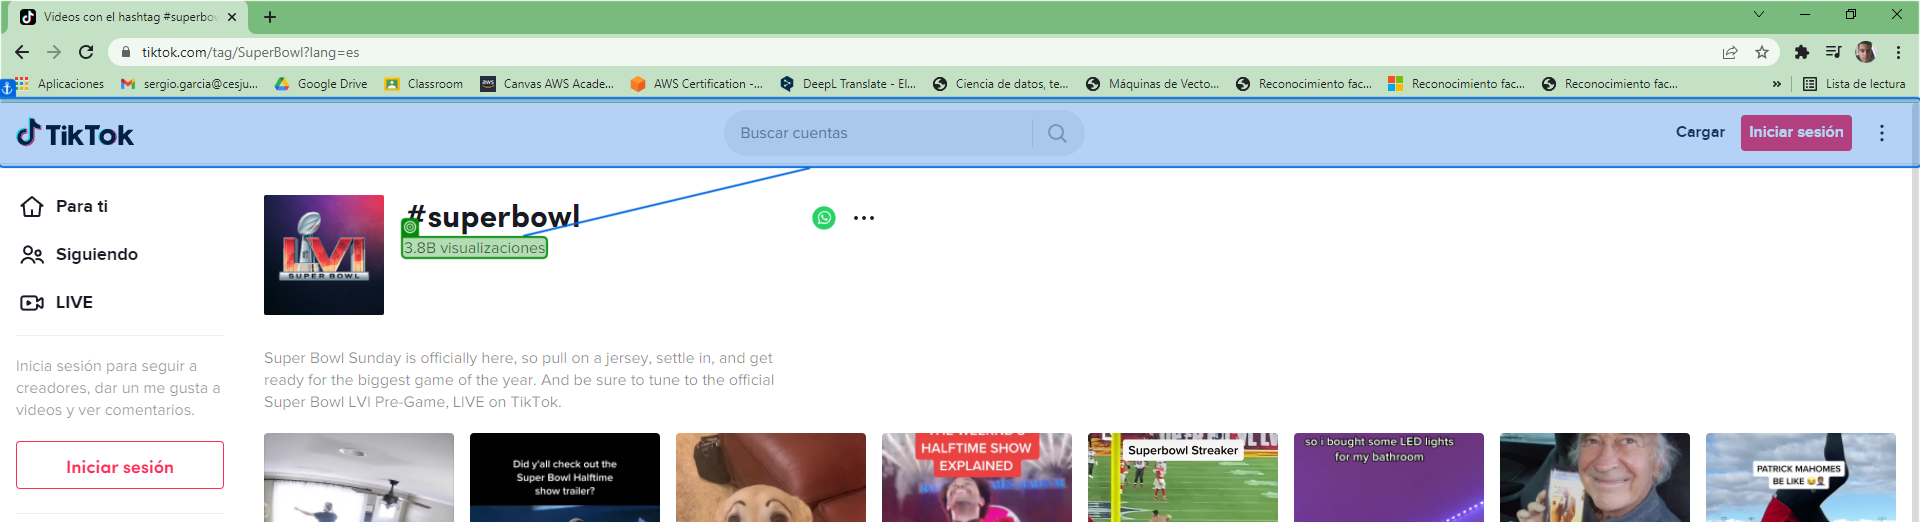 Videos con el hashtag #superbow
tiktok.com/tag/SuperBowl?lang=es
Aplicaciones
sergio.garcia@cesju...
Google Drive
Classroom
Canvas AWS Acade...
AWS Certification -...
DeepL Translate - El...
Ciencia de datos, te...
Máquinas de Vecto...
Reconocimiento fac...
Reconocimiento fac...
Reconocimiento fac...
»
Lista de lectura
TikTok
Buscar cuentas
Cargar
Iniciar sesión
Para ti
Siguiendo
LIVE
Inicia sesión para seguir a
creadores, dar un me gusta a
videos y ver comentarios.
Iniciar sesión
LVI
SUPER BOWL
#superbowl
3.8B visualizaciones
Super Bowl Sunday is officially here, so pull on a jersey, settle in, and get
ready for the biggest game of the year. And be sure to tune to the official
Super Bowl LVI Pre-Game, LIVE on TikTok.
Did y'all check out the
Super Bowl Halftime
show trailer?
THE WEEKND'S
HALFTIME SHOW
EXPLAINED
Superbowl Streaker
so i bought some LED lights
for my bathroom
PATRICK MAHOMES
BE LIKE